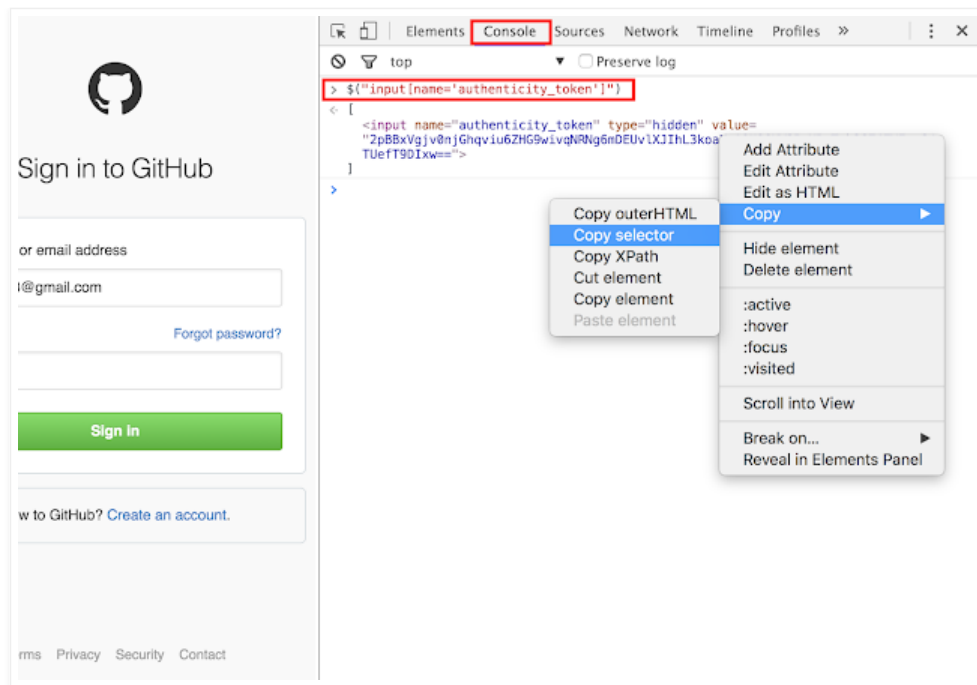 Sign in to GitHub
or email address
@gmail.com
Forgot password?
Sign in
w to GitHub? Create an account.
rms Privacy Security Contact
Elements Console Sources Network Timeline Profiles »
top ▼ Preserve log
> $("input[name='authenticity_token']")
[
<input name="authenticity_token" type="hidden" value=
TUefT9DIxw==">
]
>
Add Attribute
Edit Attribute
Edit as HTML
Copy
Copy outerHTML
Copy selector
Copy XPath
Cut element
Copy element
Paste element
Hide element
Delete element
:active
:hover
:focus
:visited
Scroll into View
Break on...
Reveal in Elements Panel